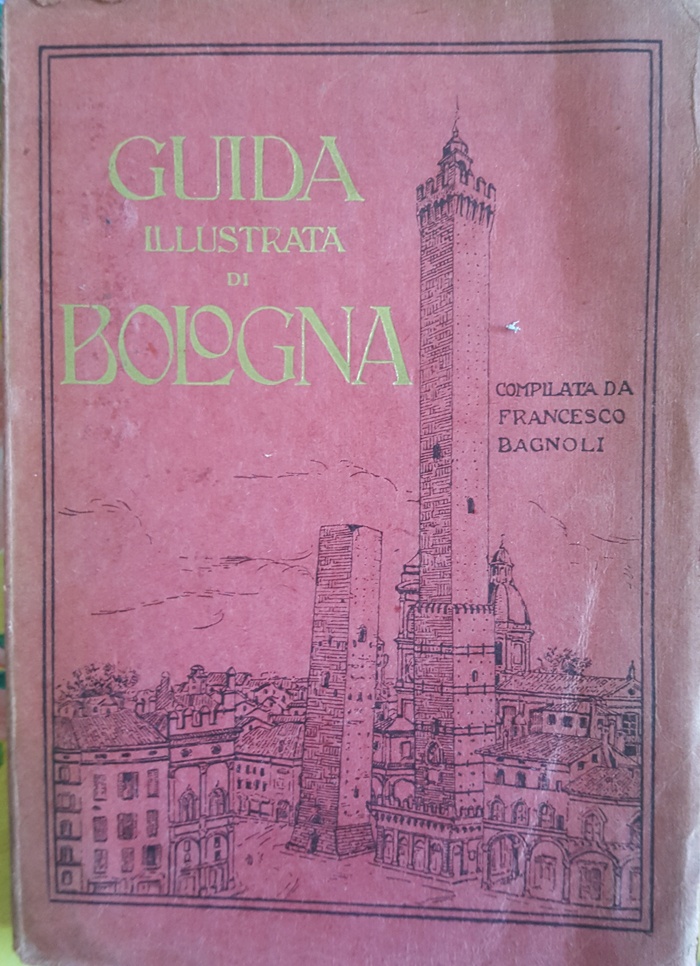 GUIDA
ILLUSTRATA
DI
BOLOGNA
COMPILATA DA
FRANCESCO
BAGNOLI